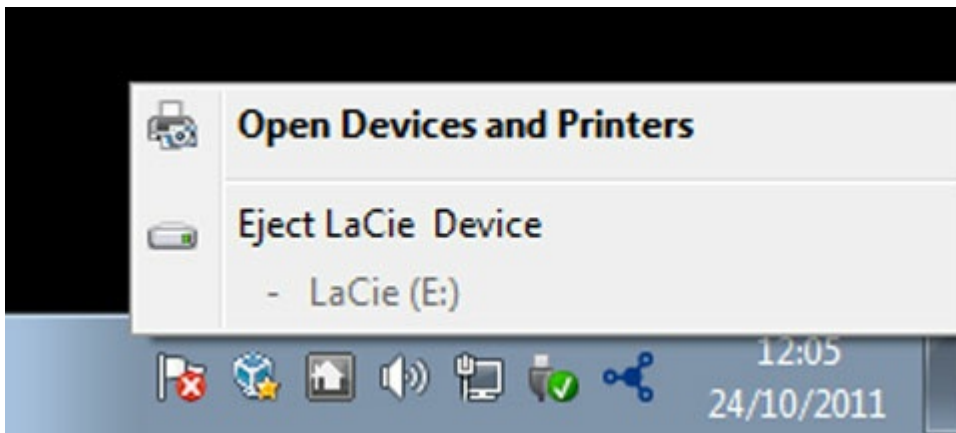 Open Devices and Printers
Eject LaCie  Device
- LaCie (E:)
12:05
24/10/2011